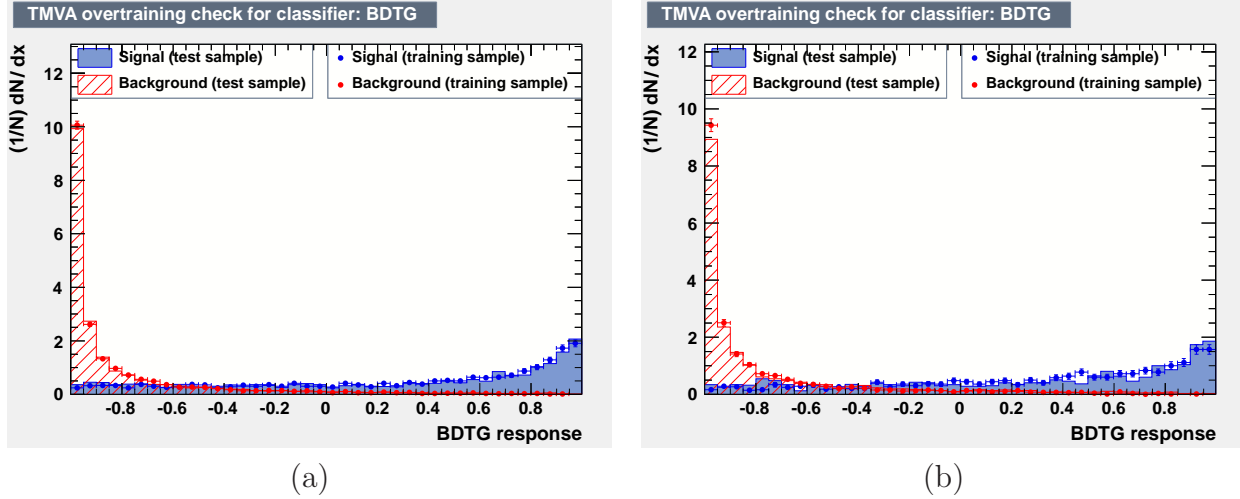 TMVA overtraining check for classifier: BDTG
Signal (test sample)
Background (test sample)
Signal (training sample)
Background (training sample)
(1/N) dN/ dx
12
10
8
6
4
2
0
-0.8 -0.6 -0.4 -0.2 0 0.2 0.4 0.6 0.8
BDTG response
(a)
TMVA overtraining check for classifier: BDTG
Signal (test sample)
Background (test sample)
Signal (training sample)
Background (training sample)
(1/N) dN/ dx
12
10
8
6
4
2
0
-0.8 -0.6 -0.4 -0.2 0 0.2 0.4 0.6 0.8
BDTG response
(b)